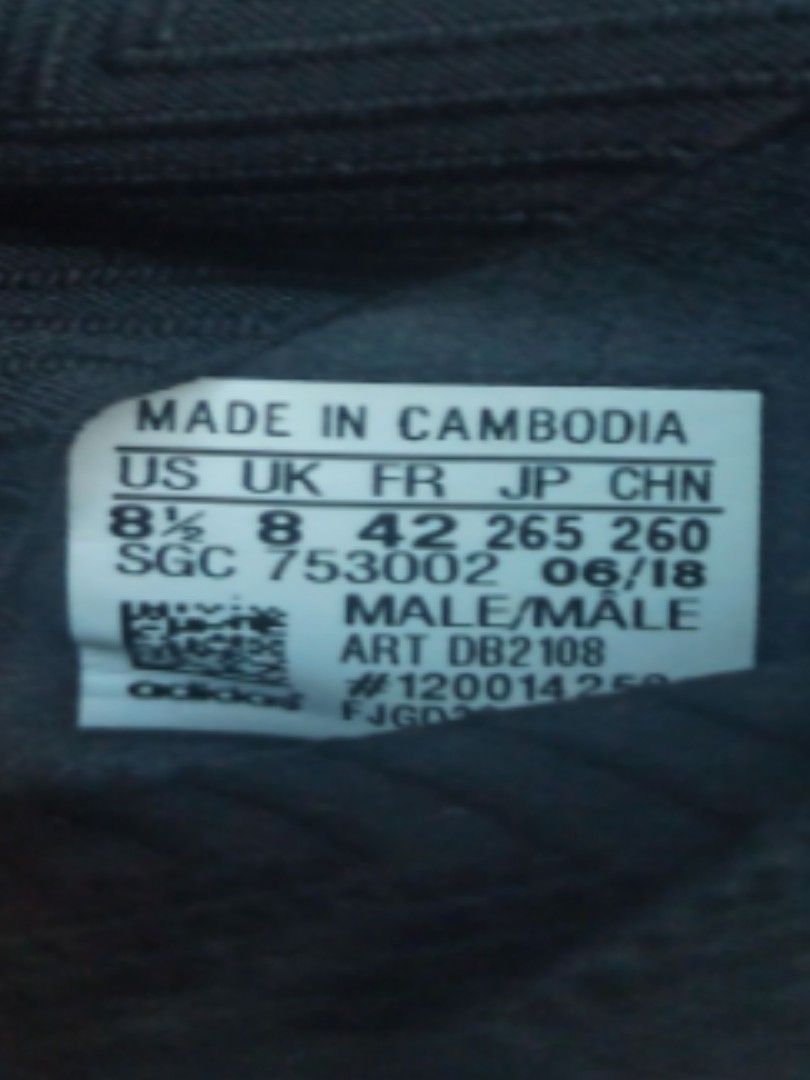 MADE IN CAMBODIA
US UK FR JP CHN
8½ 8 42 265 260
SGC 753002 06/18
MALE/MÂLE
ART DB2108
adidas